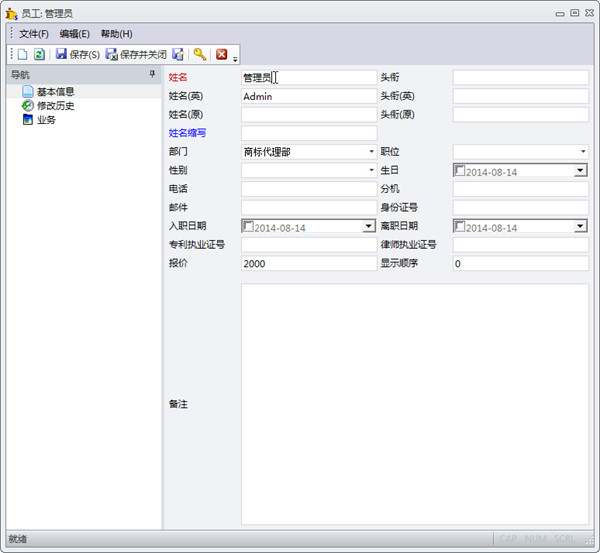 员工: 管理员
文件(F) 编辑(E) 帮助(H)
保存(S) 保存并关闭
导航
基本信息
修改历史
业务
姓名 管理员 头衔
姓名(英) Admin 头衔(英)
姓名(原) 头衔(原)
姓名缩写
部门 商标代理部 职位
性别 生日 2014-08-14
电话 分机
邮件 身份证号
入职日期 2014-08-14 离职日期 2014-08-14
专利执业证号 律师执业证号
报价 2000 显示顺序 0
备注
就绪 CAP NUM SCRL